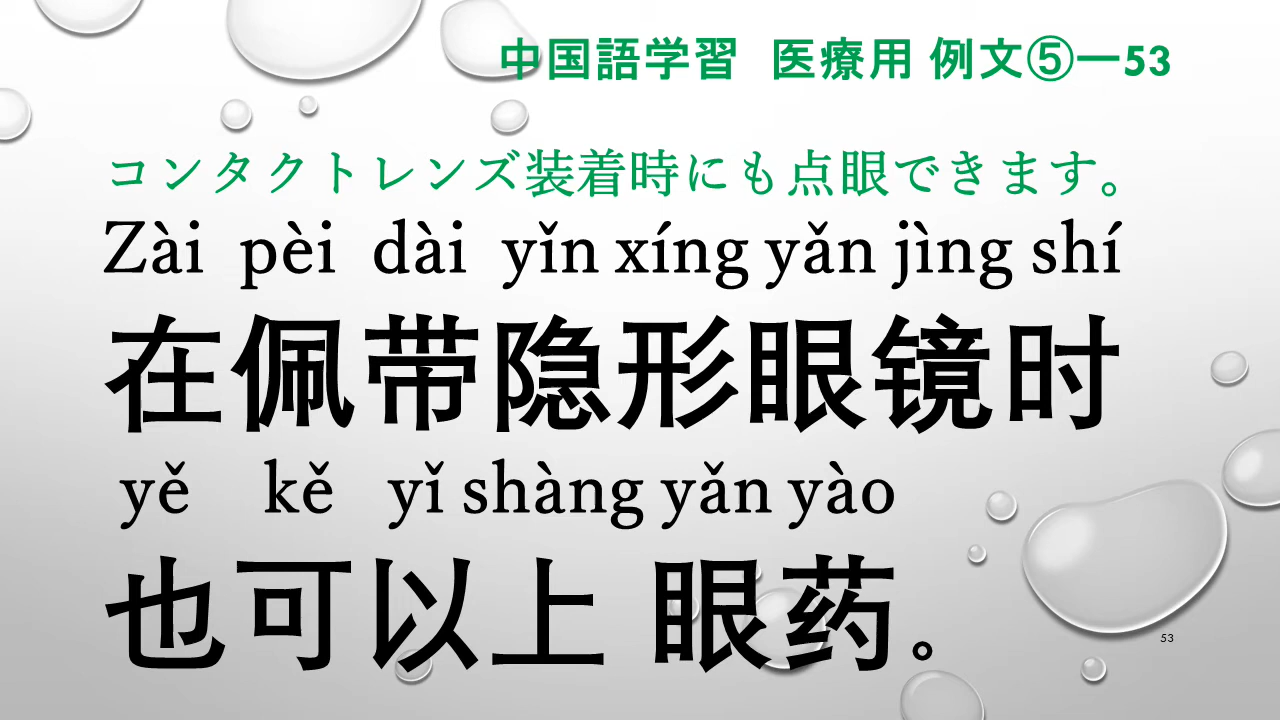 中国語学習 医療用 例文⑤ー53
コンタクトレンズ装着時にも点眼できます。
Zài pèi dài yǐn xíng yǎn jìng shí
在佩带隐形眼镜时
yě kě yǐ shàng yǎn yào
也可以上 眼药。
53